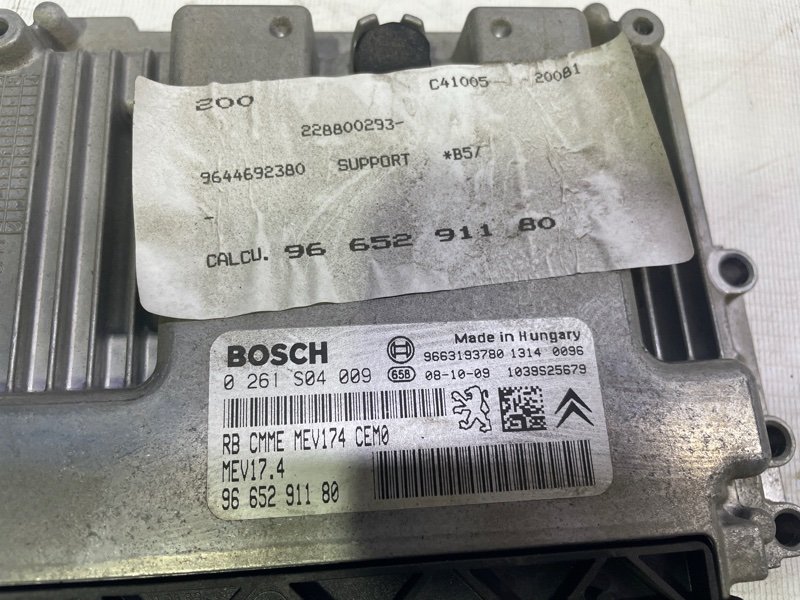 200
C41005- -20081
228800293-
9644692380 SUPPORT *B57
-
CALCU. 96 652 911 80
BOSCH
Made in Hungary
9663193780 1314 0096
0 261 S04 009 65B 08-10-09 1039S25679
RB CMME MEV174 CEM0
MEV17.4
96 652 911 80